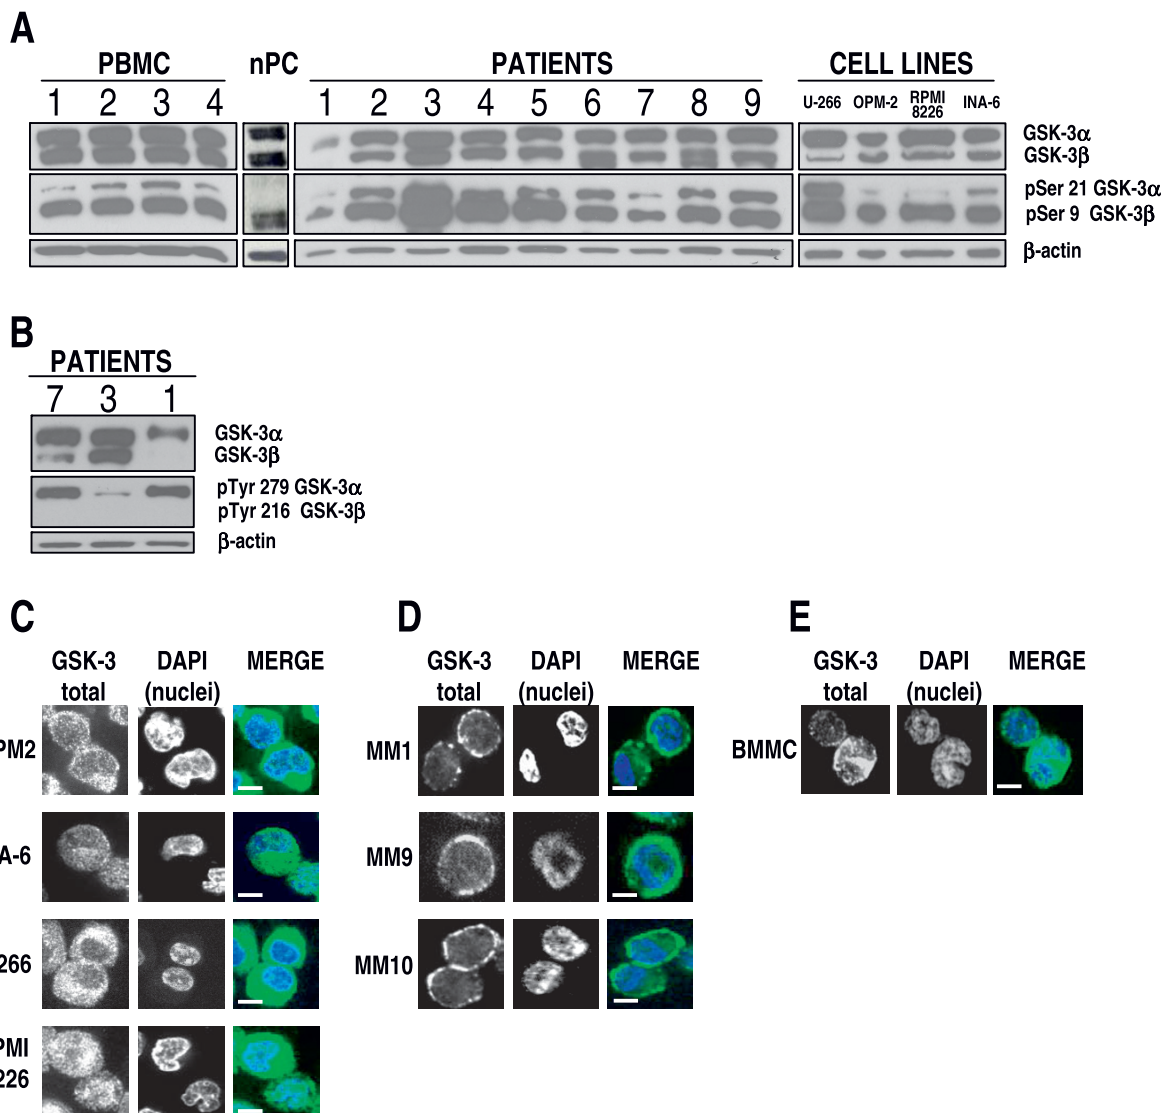 A
PBMC nPC PATIENTS CELL LINES
1 2 3 4 1 2 3 4 5 6 7 8 9 U-266 OPM-2 RPMI 8226 INA-6
GSK-3α
GSK-3β
pSer 21 GSK-3α
pSer 9 GSK-3β
β-actin
B
PATIENTS
7 3 1
GSK-3α
GSK-3β
pTyr 279 GSK-3α
pTyr 216 GSK-3β
β-actin
C
GSK-3 total DAPI (nuclei) MERGE
PM2
A-6
266
PMI
226
D
GSK-3 total DAPI (nuclei) MERGE
MM1
MM9
MM10
E
GSK-3 total DAPI (nuclei) MERGE
BMMC